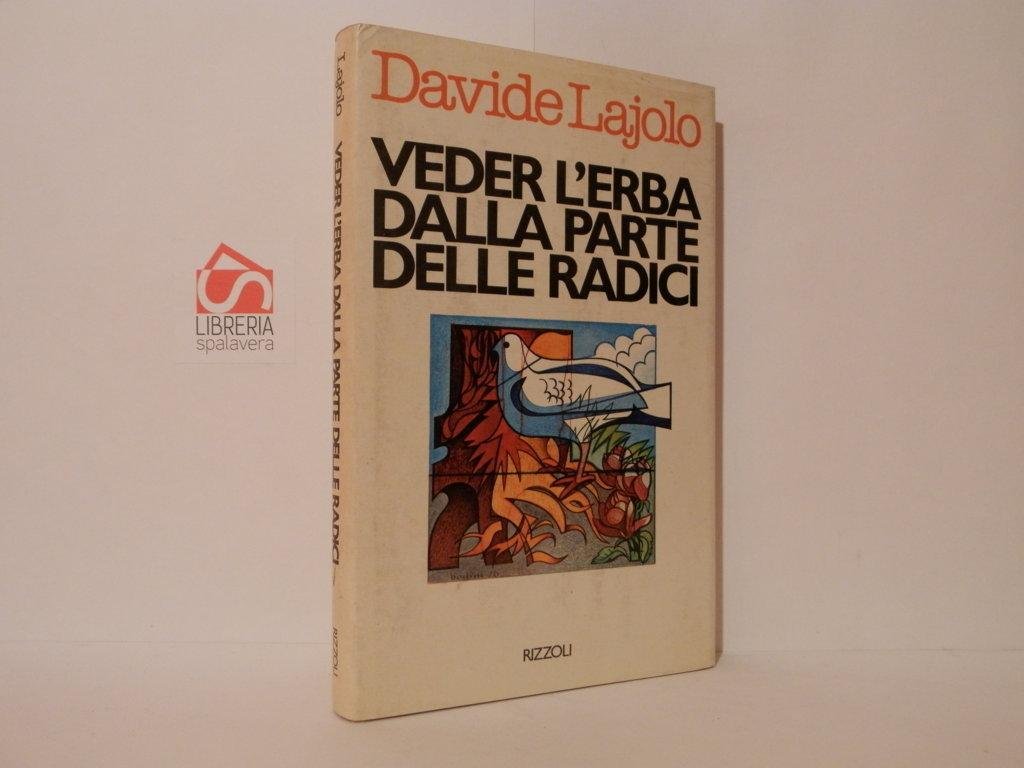 Davide Lajolo
VEDER L'ERBA
DALLA PARTE
DELLE RADICI
RIZZOLI
Lajolo
VEDER L'ERBA DALLA PARTE DELLE RADICI
RIZZOLI
LIBRERIA
spalavera